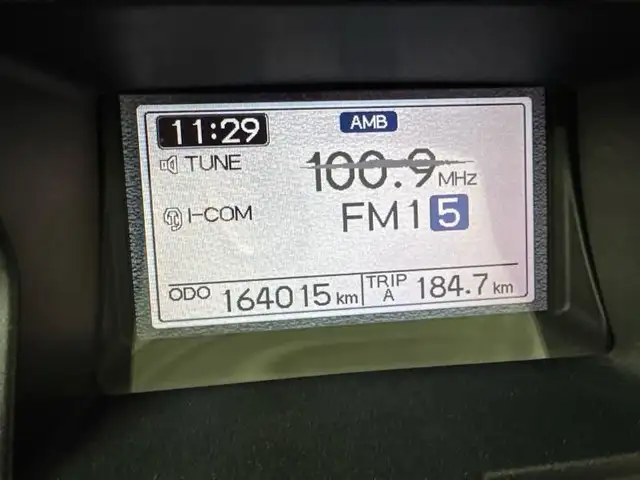 11:29 AMB
TUNE 100.9 MHz
I-COM FM1 5
ODO 164015 km TRIP A 184.7 km